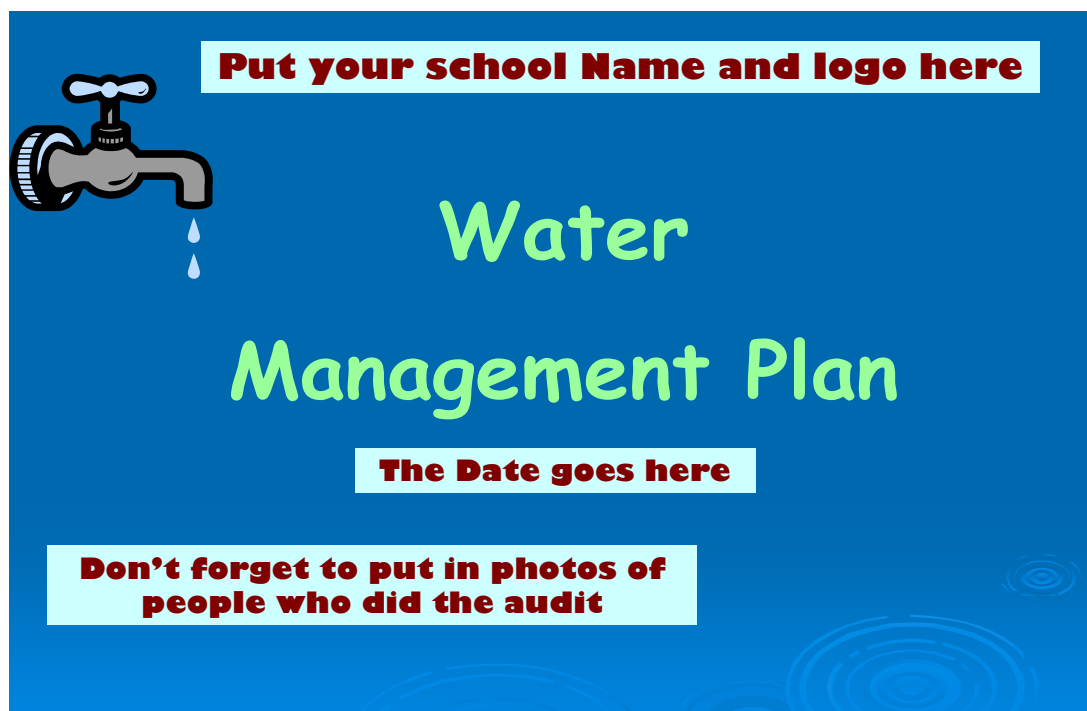 Put your school Name and logo here
Water
Management Plan
The Date goes here
Don’t forget to put in photos of
people who did the audit